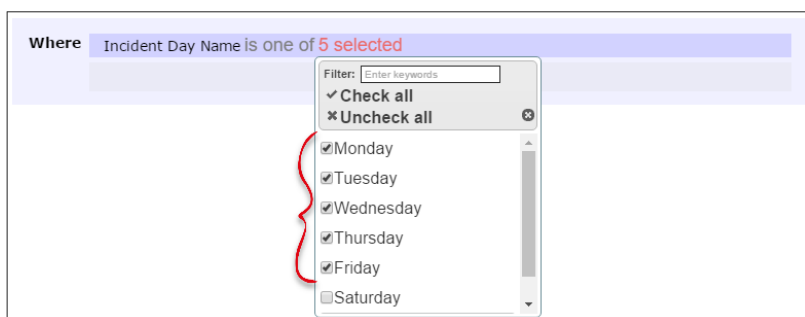 Where Incident Day Name is one of 5 selected
Filter: Enter keywords
Check all
Uncheck all
Monday
Tuesday
Wednesday
Thursday
Friday
Saturday